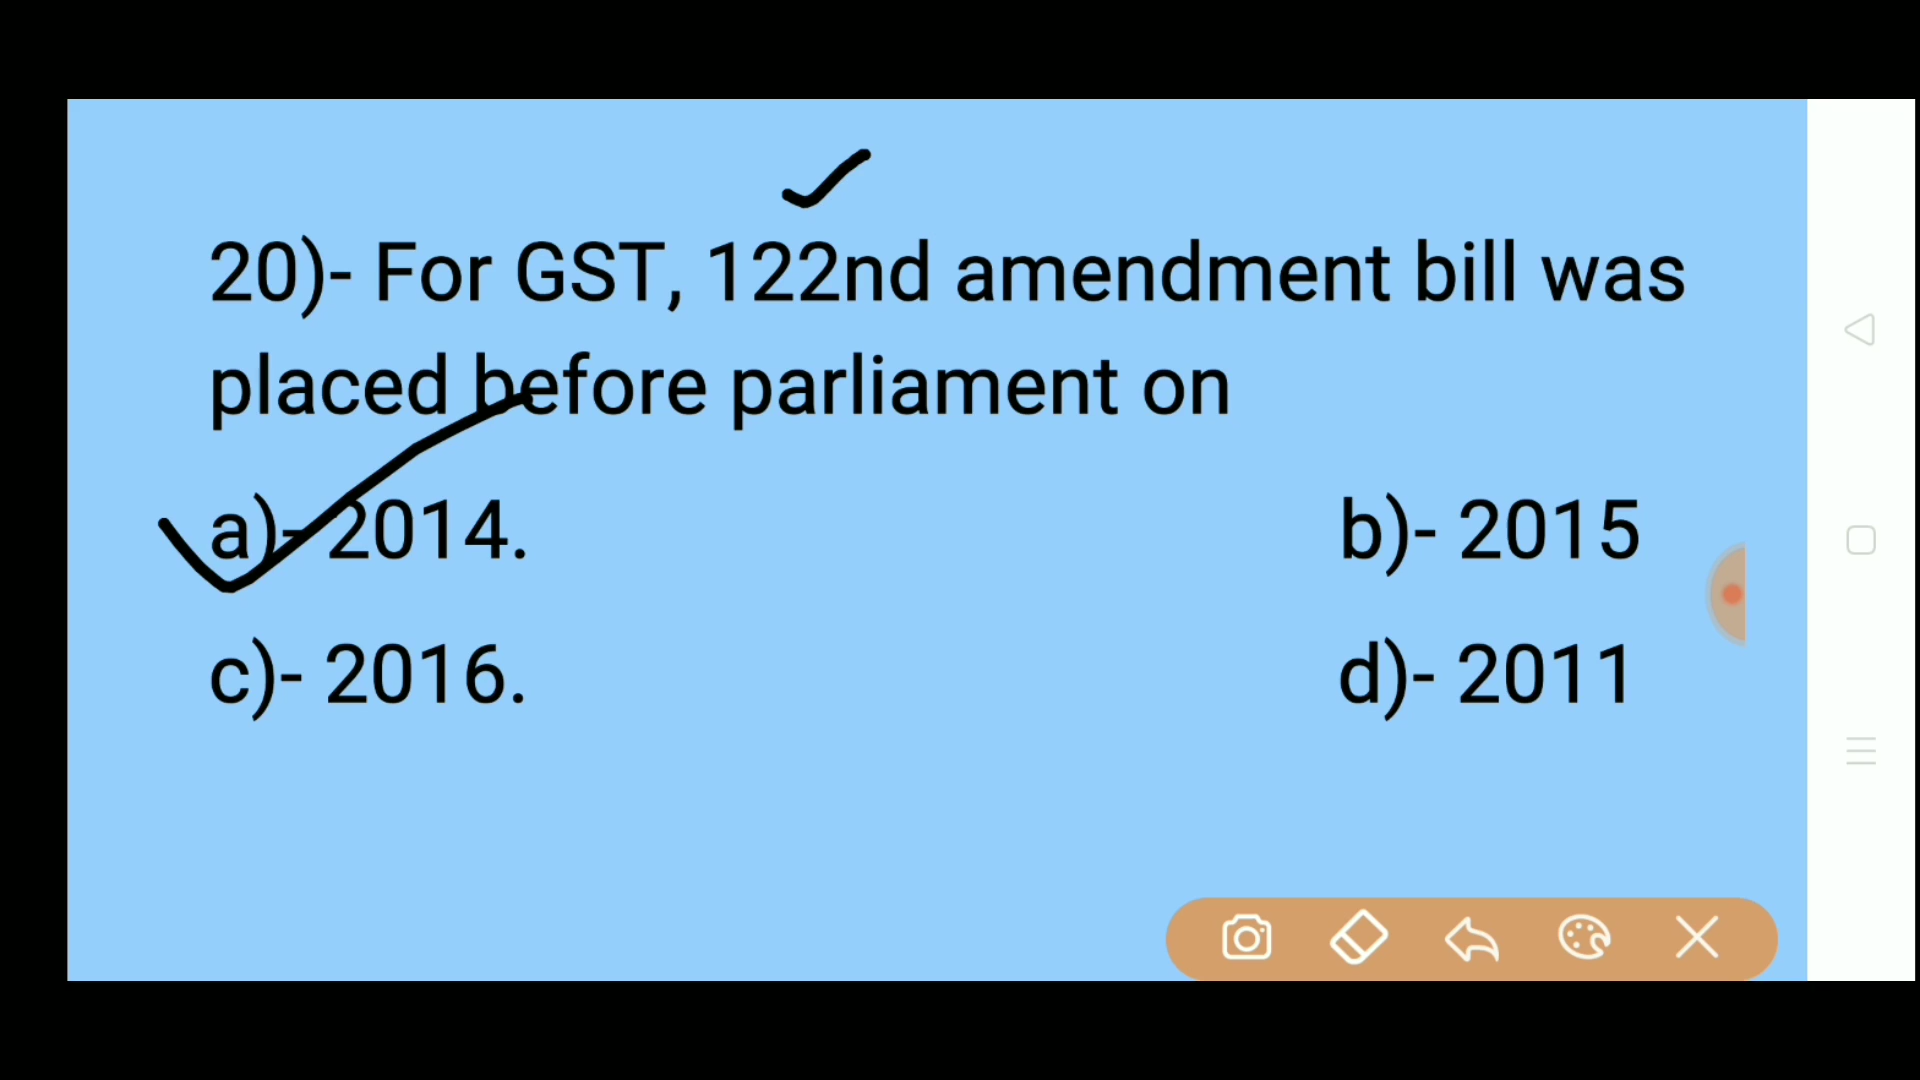 20)- For GST, 122nd amendment bill was
placed before parliament on
a)- 2014.
b)- 2015
c)- 2016.
d)- 2011